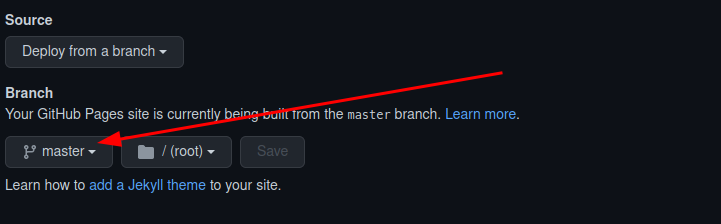 Source
Deploy from a branch
Branch
Your GitHub Pages site is currently being built from the master branch. Learn more.
master / (root) Save
Learn how to add a Jekyll theme to your site.